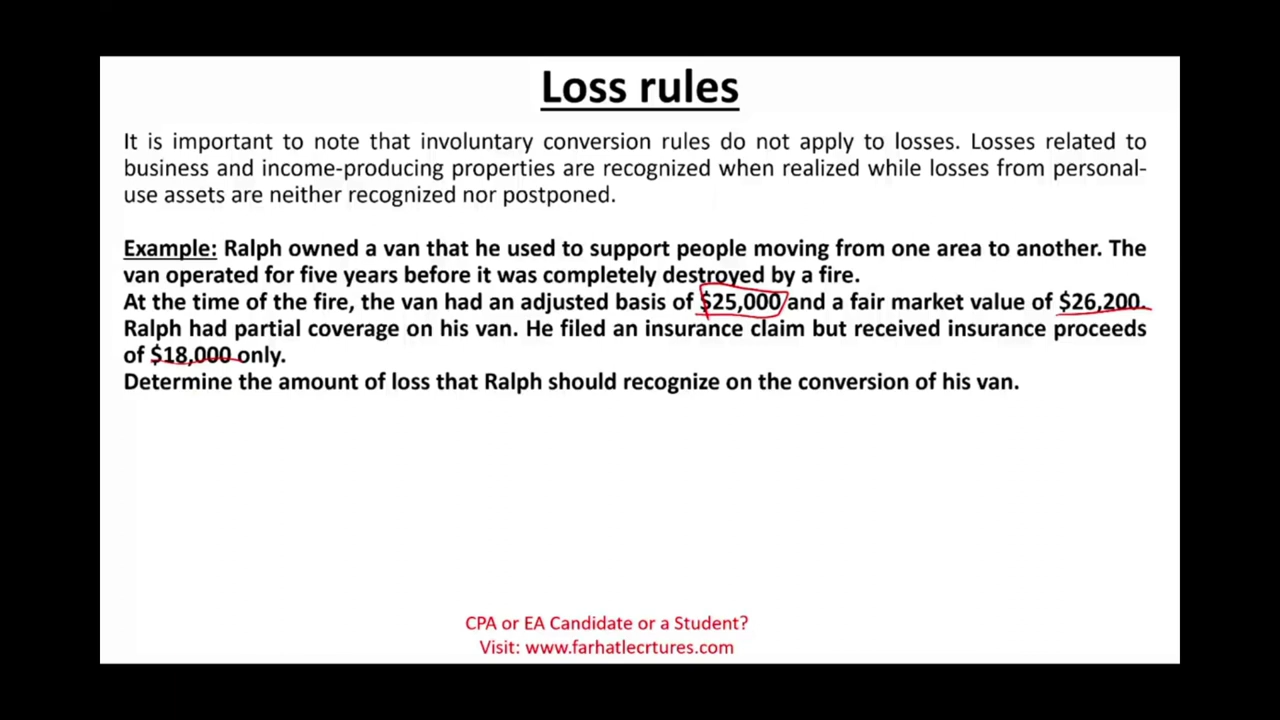 Loss rules
It is important to note that involuntary conversion rules do not apply to losses. Losses related to
business and income-producing properties are recognized when realized while losses from personal-
use assets are neither recognized nor postponed.
Example: Ralph owned a van that he used to support people moving from one area to another. The
van operated for five years before it was completely destroyed by a fire.
At the time of the fire, the van had an adjusted basis of $25,000 and a fair market value of $26,200.
Ralph had partial coverage on his van. He filed an insurance claim but received insurance proceeds
of $18,000 only.
Determine the amount of loss that Ralph should recognize on the conversion of his van.
CPA or EA Candidate or a Student?
Visit: www.farhatlecrtures.com